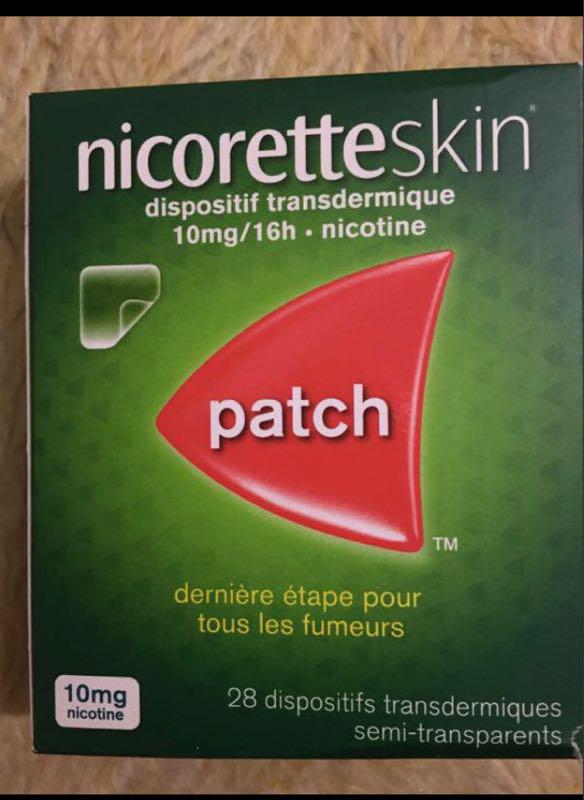 nicoretteskin®
dispositif transdermique
10mg/16h • nicotine
patch
TM
dernière étape pour
tous les fumeurs
10mg
nicotine
28 dispositifs transdermiques
semi-transparents